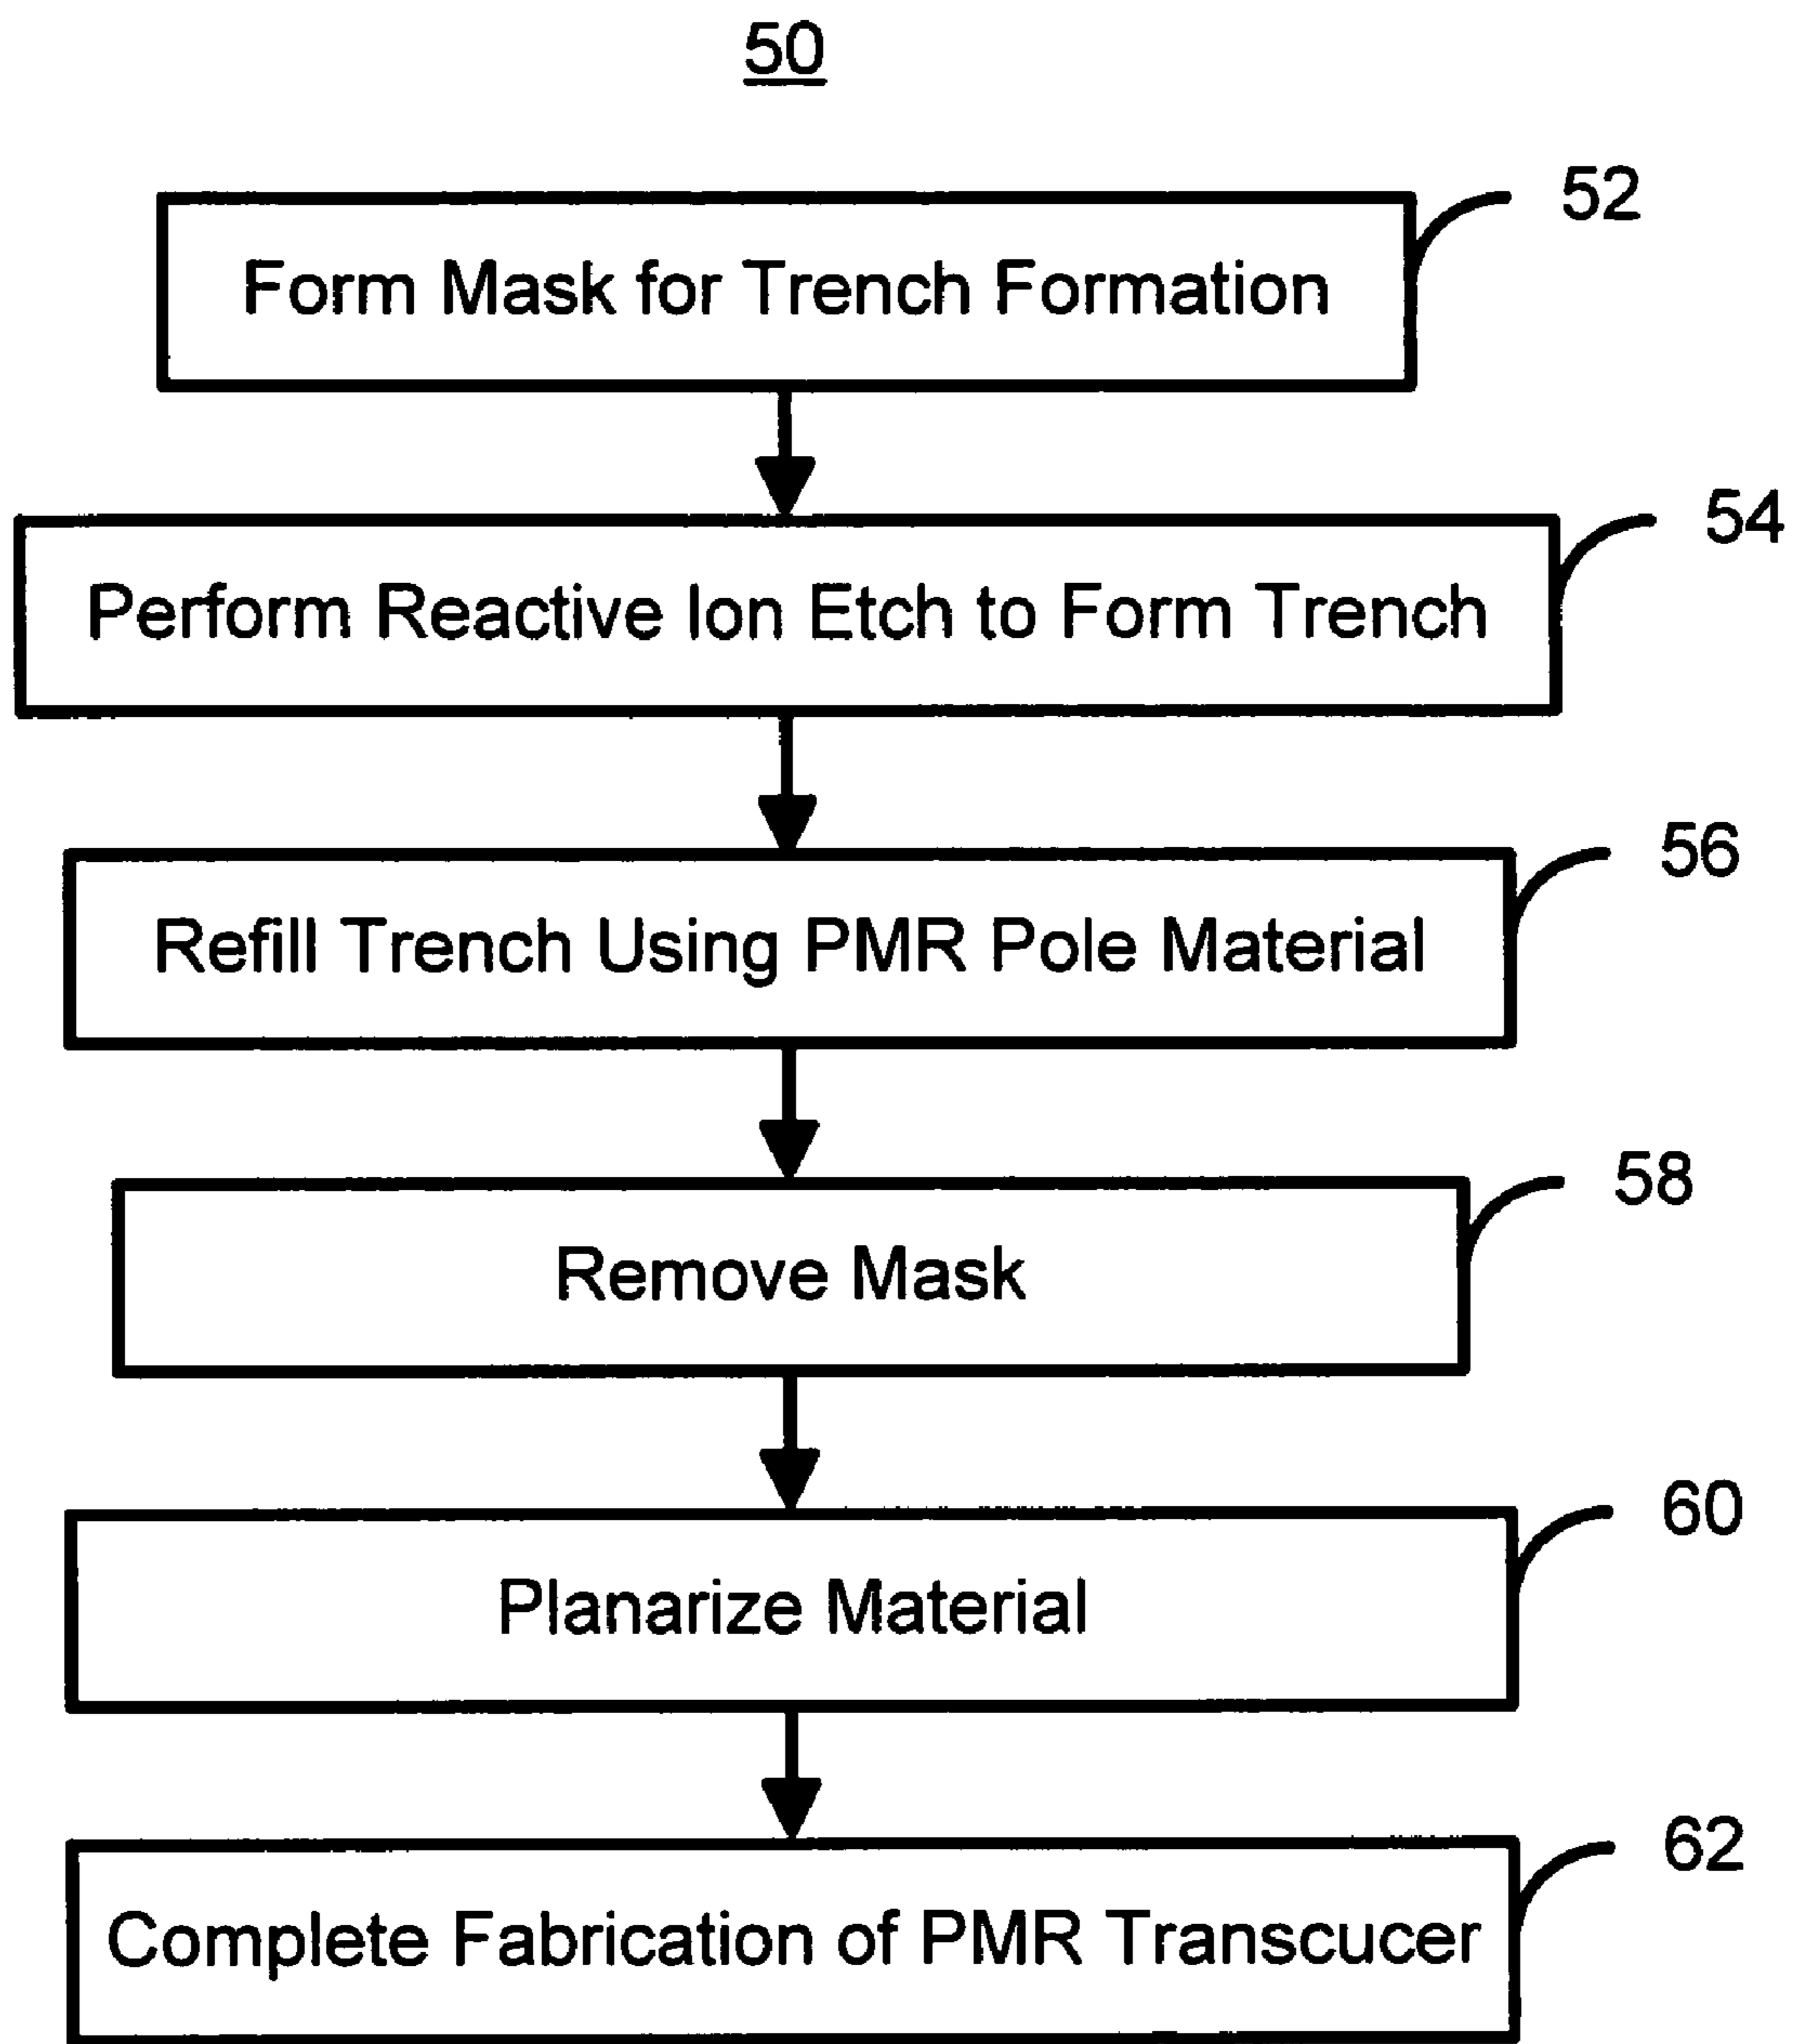 50
52
Form Mask for Trench Formation
54
Perform Reactive Ion Etch to Form Trench
56
Refill Trench Using PMR Pole Material
58
Remove Mask
60
Planarize Material
62
Complete Fabrication of PMR Transcucer